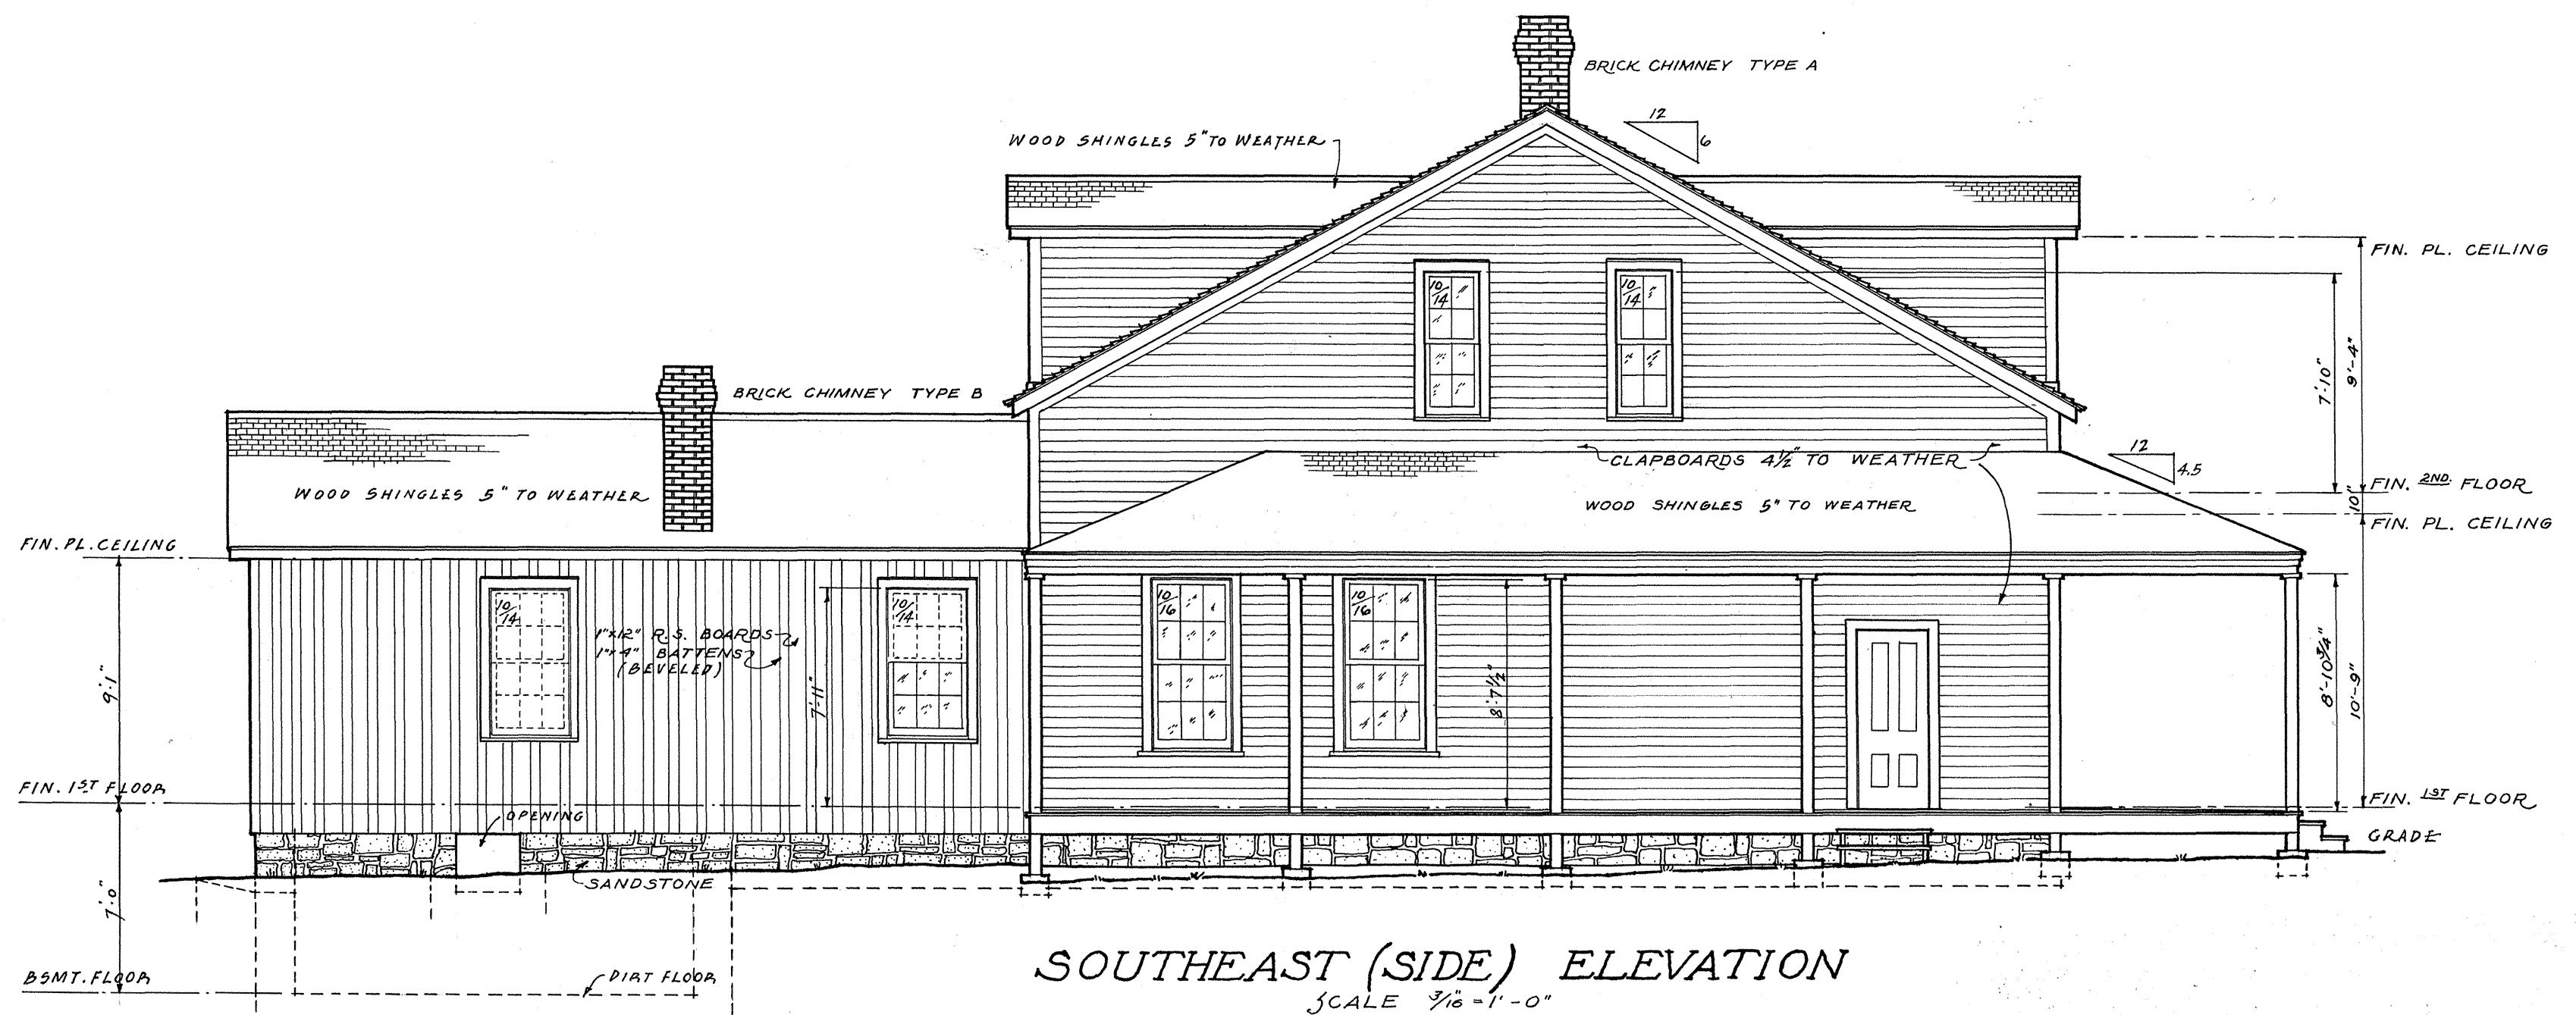 BRICK CHIMNEY TYPE A
12
6
WOOD SHINGLES 5" TO WEATHER
FIN. PL. CEILING
10/14
10/14
7'-10"
9'-4"
BRICK CHIMNEY TYPE B
CLAPBOARDS 4½" TO WEATHER
12
4.5
WOOD SHINGLES 5" TO WEATHER
WOOD SHINGLES 5" TO WEATHER
FIN. 2ND. FLOOR
10"
FIN. PL. CEILING
FIN. PL. CEILING
10/14
10/14
10/16
10/16
1"x12" R.S. BOARDS
1"x4" BATTENS
(BEVELED)
9'-1"
7'-11"
8'-7½"
8'-10¾"
10'-9"
FIN. 1ST FLOOR
FIN. 1ST FLOOR
OPENING
GRADE
SANDSTONE
7'-0"
BSMT. FLOOR
DIRT FLOOR
SOUTHEAST (SIDE) ELEVATION
SCALE 3/16" = 1'-0"